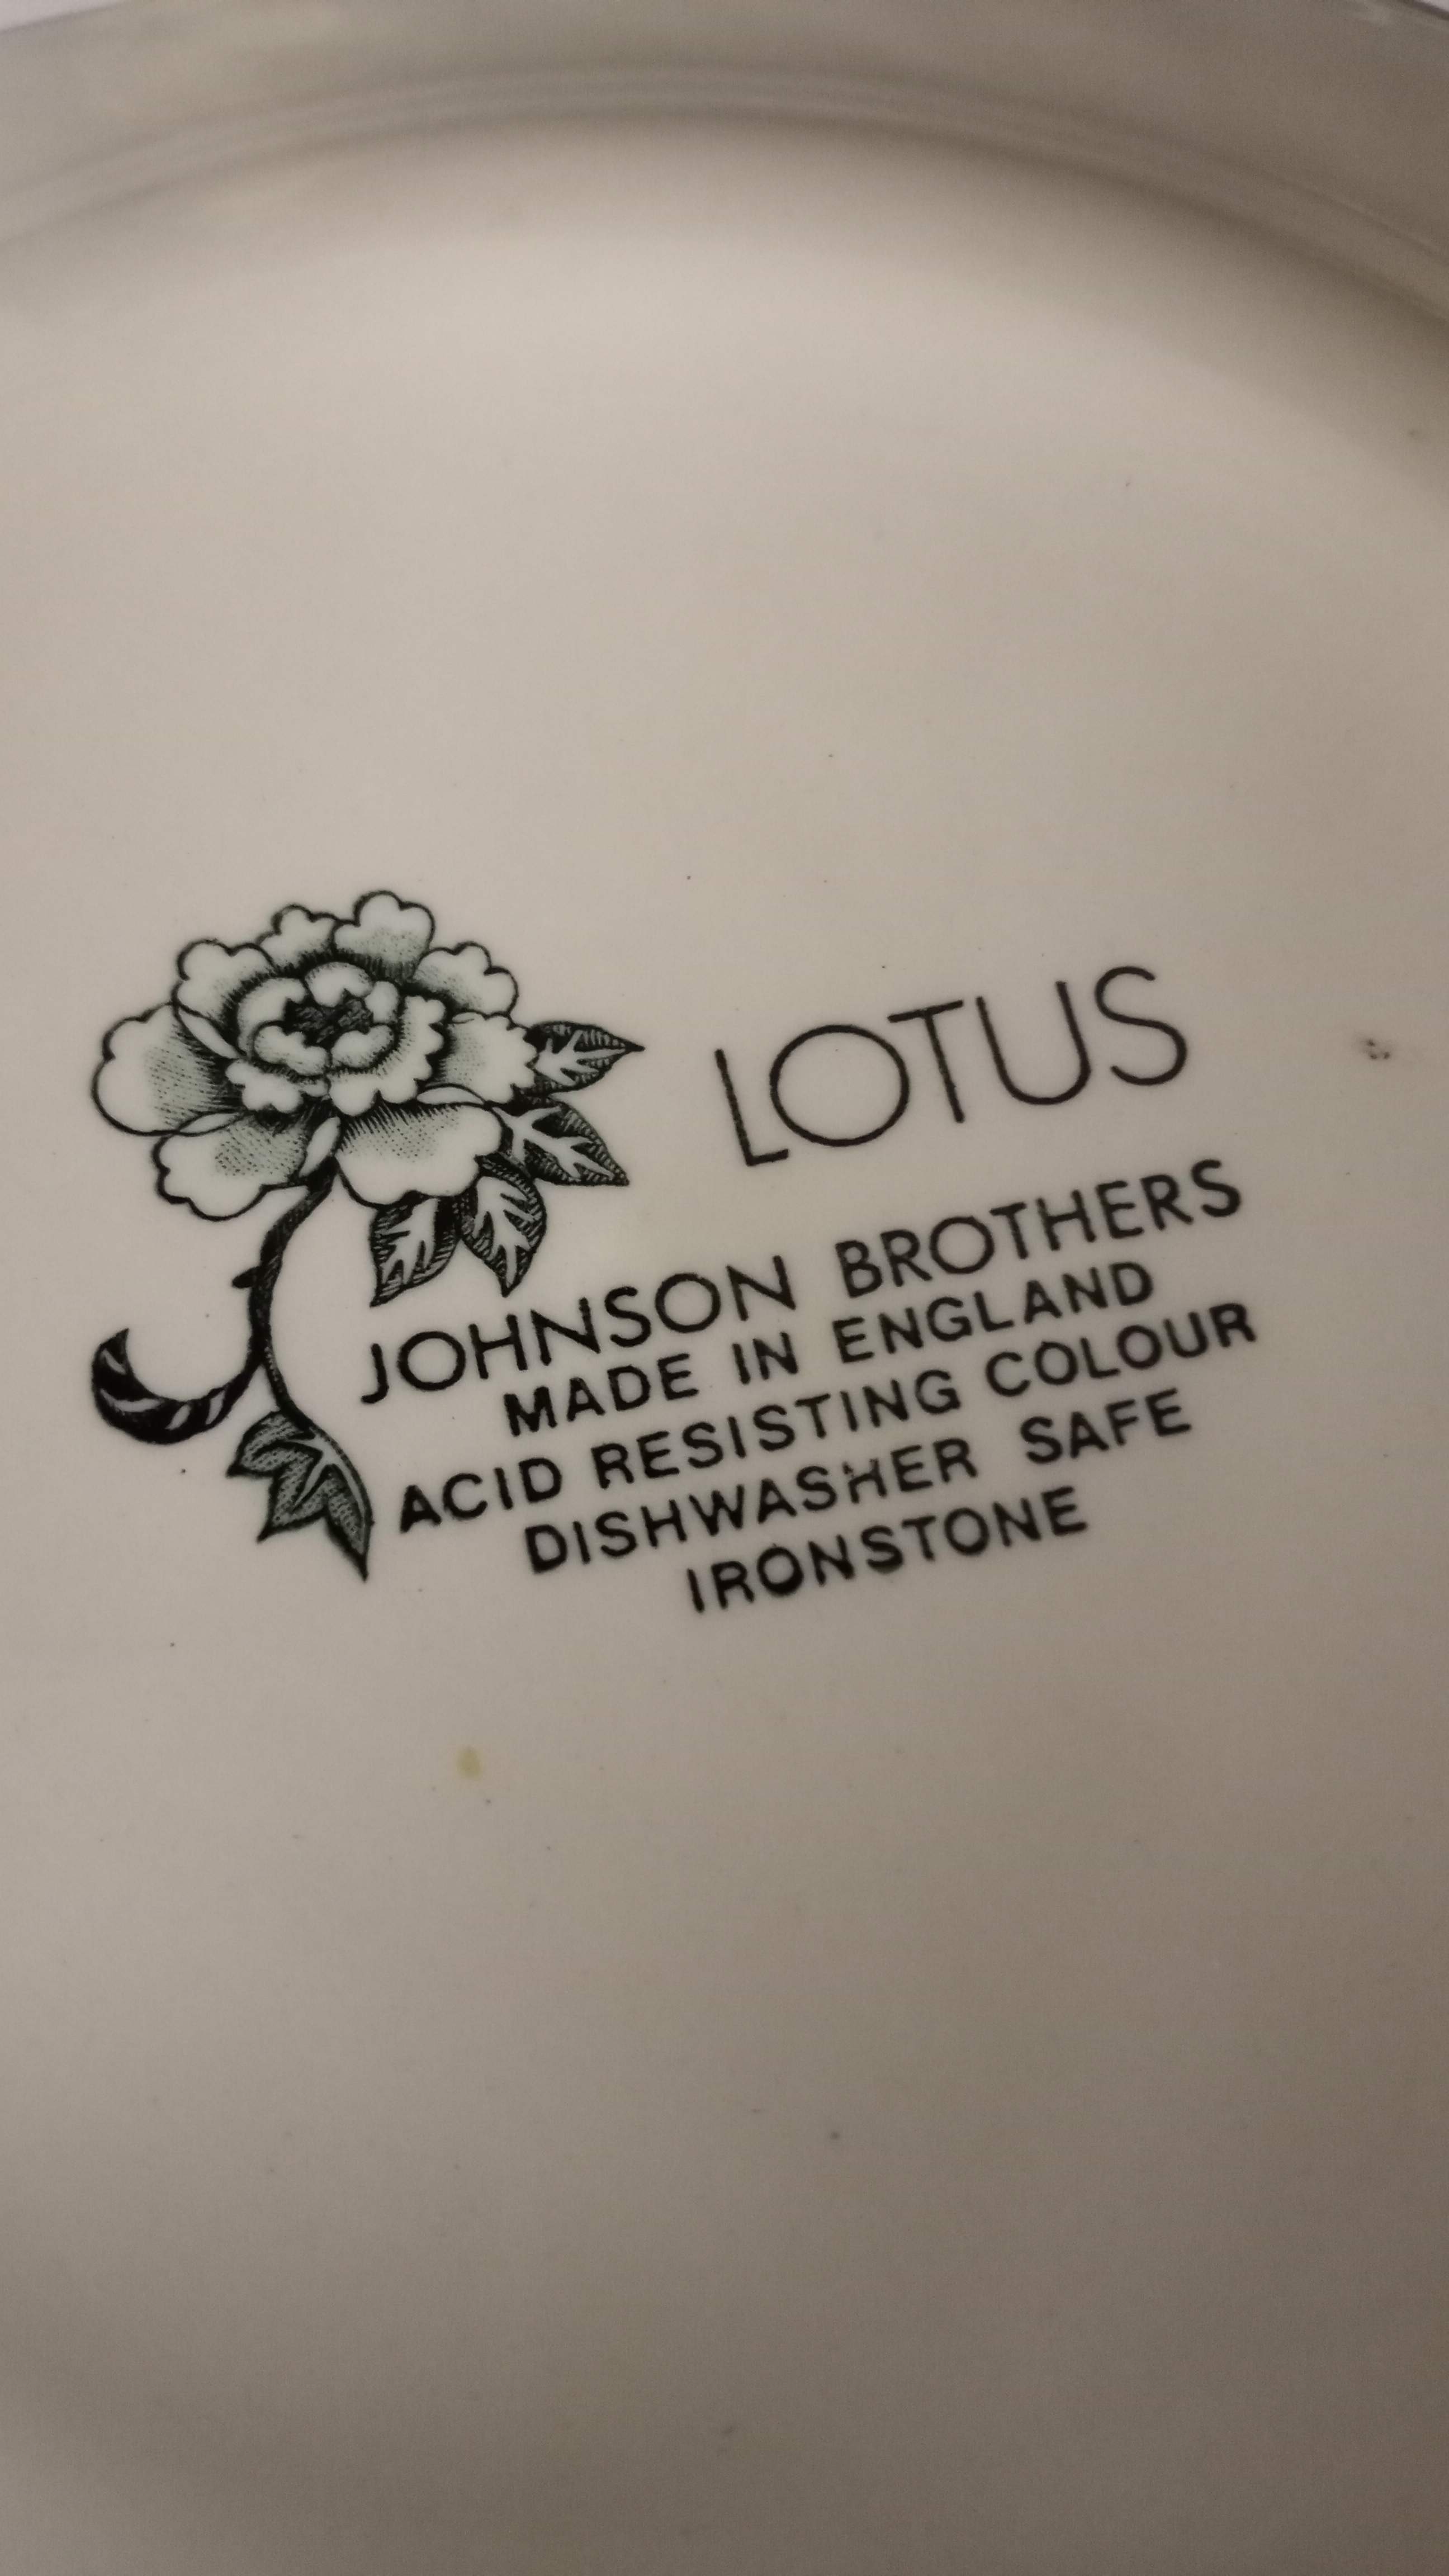 LOTUS
JOHNSON BROTHERS
MADE IN ENGLAND
ACID RESISTING COLOUR
DISHWASHER SAFE
IRONSTONE